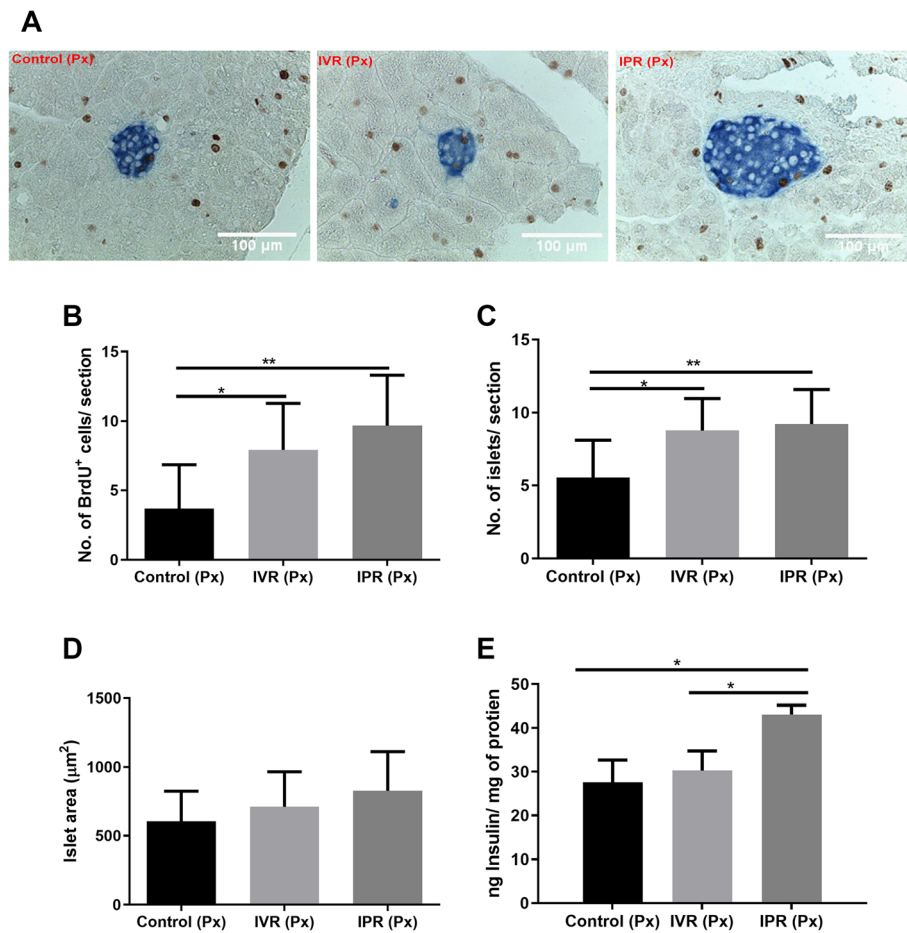 A
Control (Px)
IVR (Px)
IPR (Px)
100 µm
100 µm
100 µm
B
No. of BrdU⁺ cells/ section
15
10
5
0
**
*
Control (Px)
IVR (Px)
IPR (Px)
C
No. of islets/ section
15
10
5
0
**
*
Control (Px)
IVR (Px)
IPR (Px)
D
Islet area (µm²)
1500
1000
500
0
Control (Px)
IVR (Px)
IPR (Px)
E
ng Insulin/ mg of protien
50
40
30
20
10
0
*
*
Control (Px)
IVR (Px)
IPR (Px)